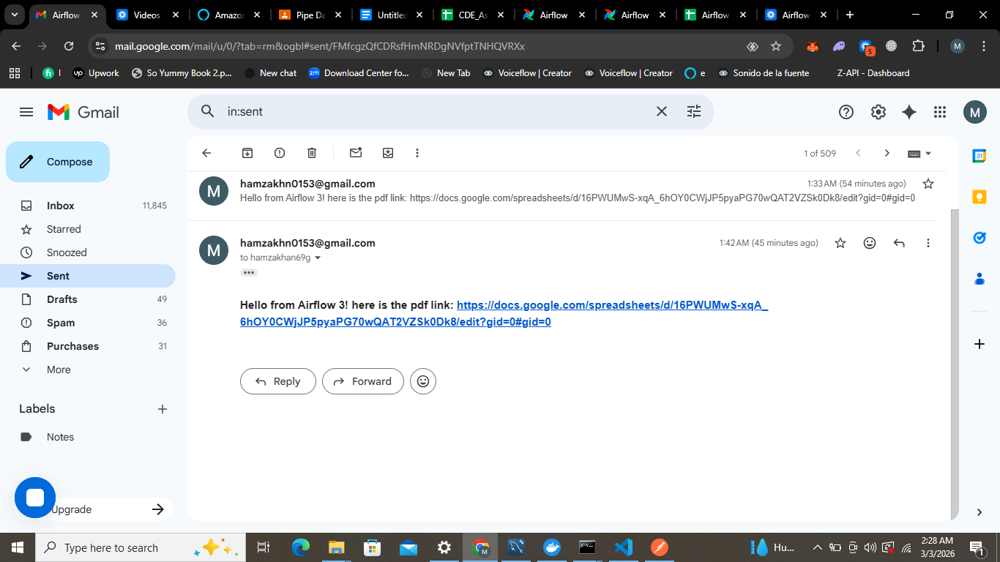 Airflow
Videos
Amazor
Pipe Da
Untitle
CDE_As
Airflow
Airflow
Airflow
Airflow
mail.google.com/mail/u/0/?tab=rm&ogbl#sent/FMfcgzQfCDRsfHmNRDgNVfptTNHQVRXx
5
M
I
Upwork
So Yummy Book 2.p...
New chat
Download Center fo...
New Tab
Voiceflow | Creator
Voiceflow | Creator
e
Sonido de la fuente
Z-API - Dashboard
Gmail
in:sent
M
Compose
1 of 509
Inbox 11,845
Starred
Snoozed
Sent
Drafts 49
Spam 36
Purchases 31
More
Labels
Notes
Upgrade
M
hamzakhn0153@gmail.com
1:33 AM (54 minutes ago)
Hello from Airflow 3! here is the pdf link: https://docs.google.com/spreadsheets/d/16PWUMwS-xqA_6hOY0CWjJP5pyaPG70wQAT2VZSk0Dk8/edit?gid=0#gid=0
M
hamzakhn0153@gmail.com
1:42 AM (45 minutes ago)
to hamzakhan69g
Hello from Airflow 3! here is the pdf link: https://docs.google.com/spreadsheets/d/16PWUMwS-xqA_
6hOY0CWjJP5pyaPG70wQAT2VZSk0Dk8/edit?gid=0#gid=0
Reply
Forward
31
Type here to search
Hu...
2:28 AM
3/3/2026
1